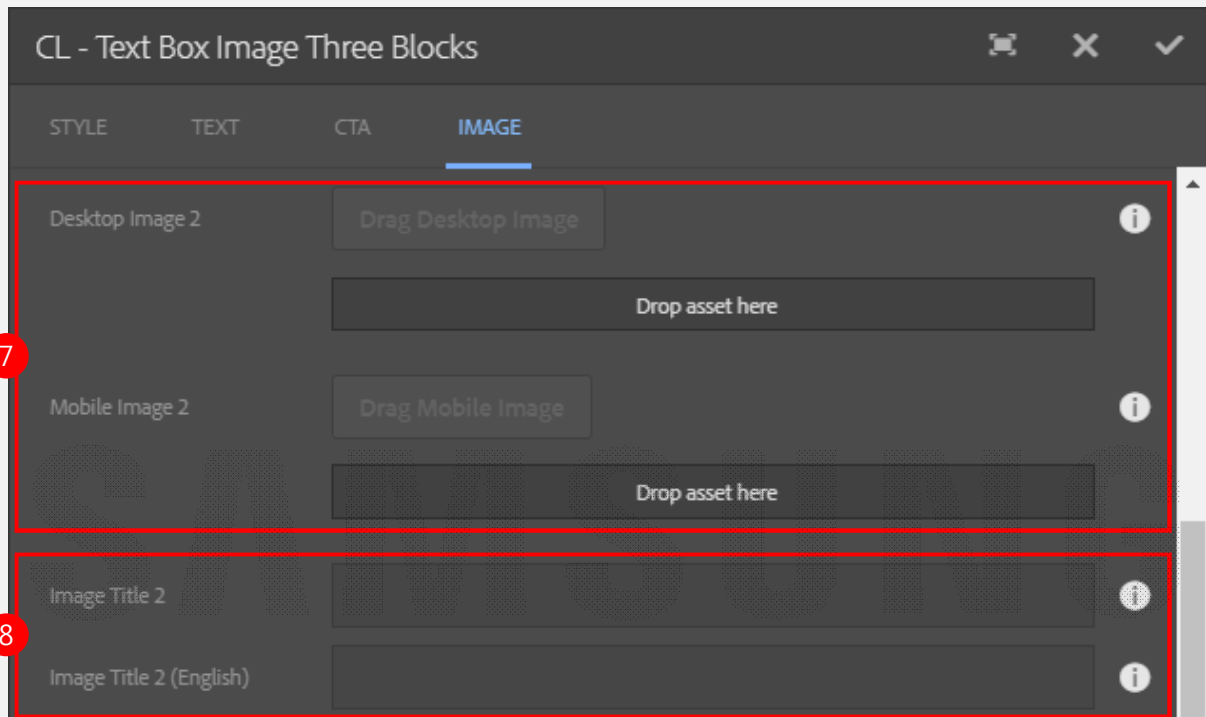 CL - Text Box Image Three Blocks
STYLE TEXT CTA IMAGE
Desktop Image 2 Drag Desktop Image
Drop asset here
7
Mobile Image 2 Drag Mobile Image
SAMSUNG
Drop asset here
Image Title 2
8
Image Title 2 (English)